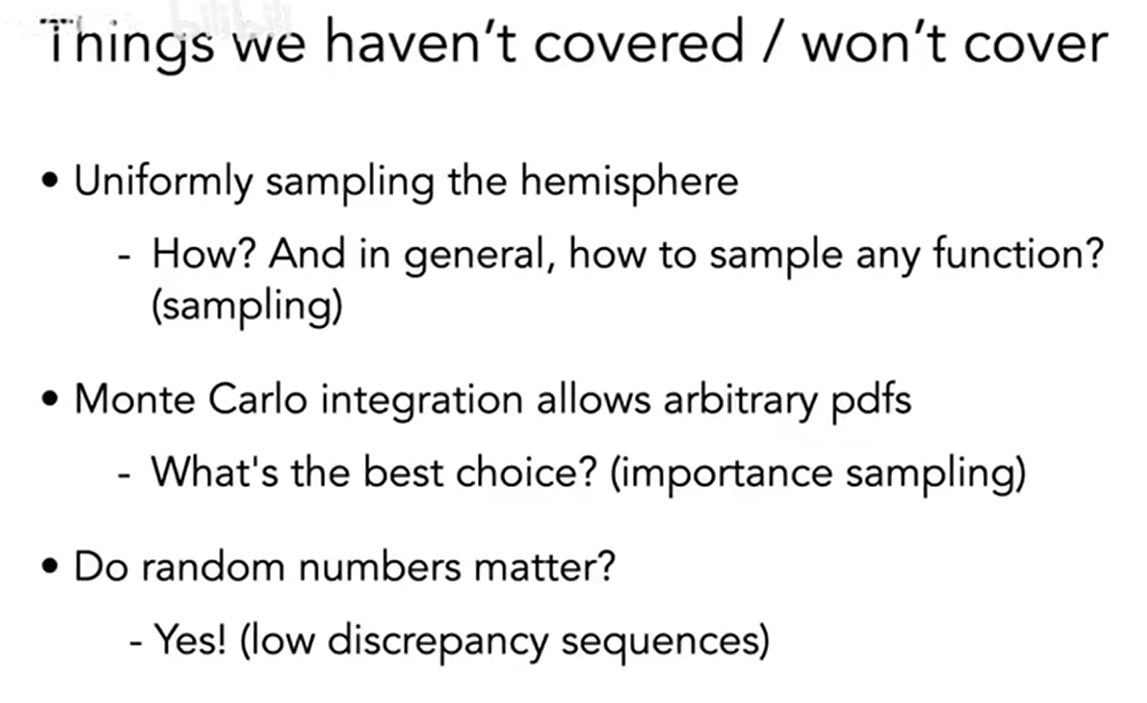 Things we haven't covered / won't cover
• Uniformly sampling the hemisphere
- How? And in general, how to sample any function?
(sampling)
• Monte Carlo integration allows arbitrary pdfs
- What's the best choice? (importance sampling)
• Do random numbers matter?
- Yes! (low discrepancy sequences)